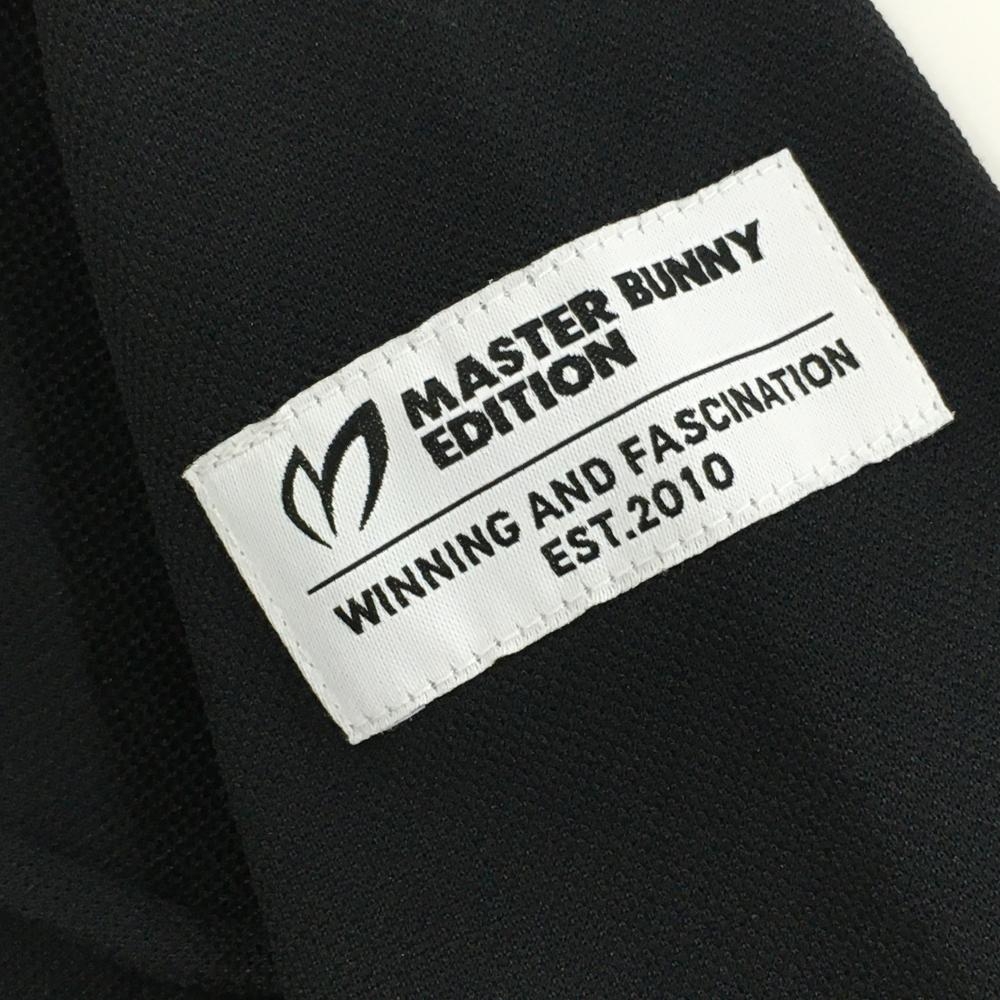 MASTER BUNNY
EDITION
WINNING AND FASCINATION
EST.2010